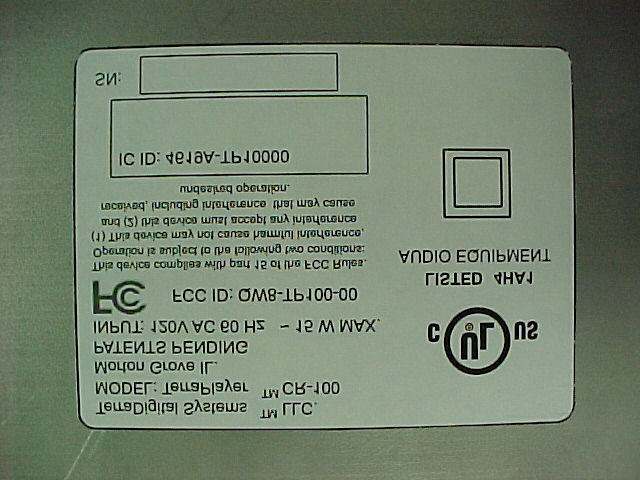 TerraDigital Systems ™ LLC.
MODEL: TerraPlayer ™ CR-100
Morton Grove IL.
PATENTS PENDING
INPUT: 120V AC 60 HZ ~ 15 W MAX.
FC FCC ID: QW8-TP100-00
This device complies with part 15 of the FCC Rules.
Operation is subject to the following two conditions:
(1) This device may not cause harmful interference,
and (2) this device must accept any interference
received, including interference that may cause
undesired operation.
IC ID: 4619A-TP10000
SN:
C UL US
LISTED 4HA1
AUDIO EQUIPMENT